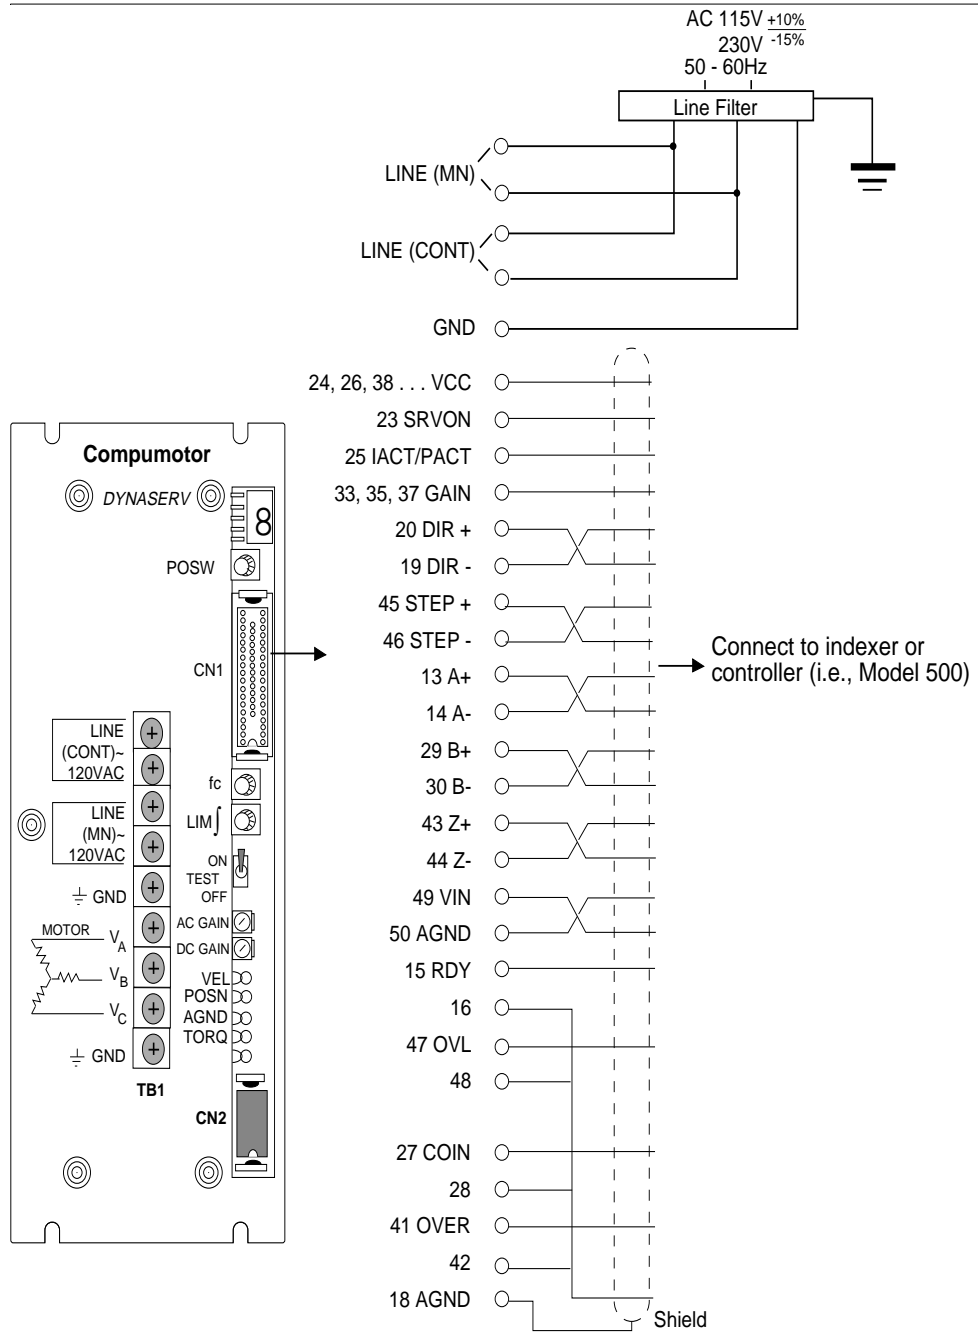 AC 115V +10%
230V -15%
50 - 60Hz
Line Filter
LINE (MN)
LINE (CONT)
GND
24, 26, 38 . . . VCC
23 SRVON
25 IACT/PACT
33, 35, 37 GAIN
20 DIR +
19 DIR -
45 STEP +
46 STEP -
13 A+
14 A-
29 B+
30 B-
43 Z+
44 Z-
49 VIN
50 AGND
15 RDY
16
47 OVL
48
27 COIN
28
41 OVER
42
18 AGND
Shield
Connect to indexer or
controller (i.e., Model 500)
Compumotor
DYNASERV
8
POSW
CN1
LINE
(CONT)~
120VAC
LINE
(MN)~
120VAC
GND
MOTOR
VA
VB
VC
GND
TB1
fc
LIM∫
ON
TEST
OFF
AC GAIN
DC GAIN
VEL
POSN
AGND
TORQ
CN2